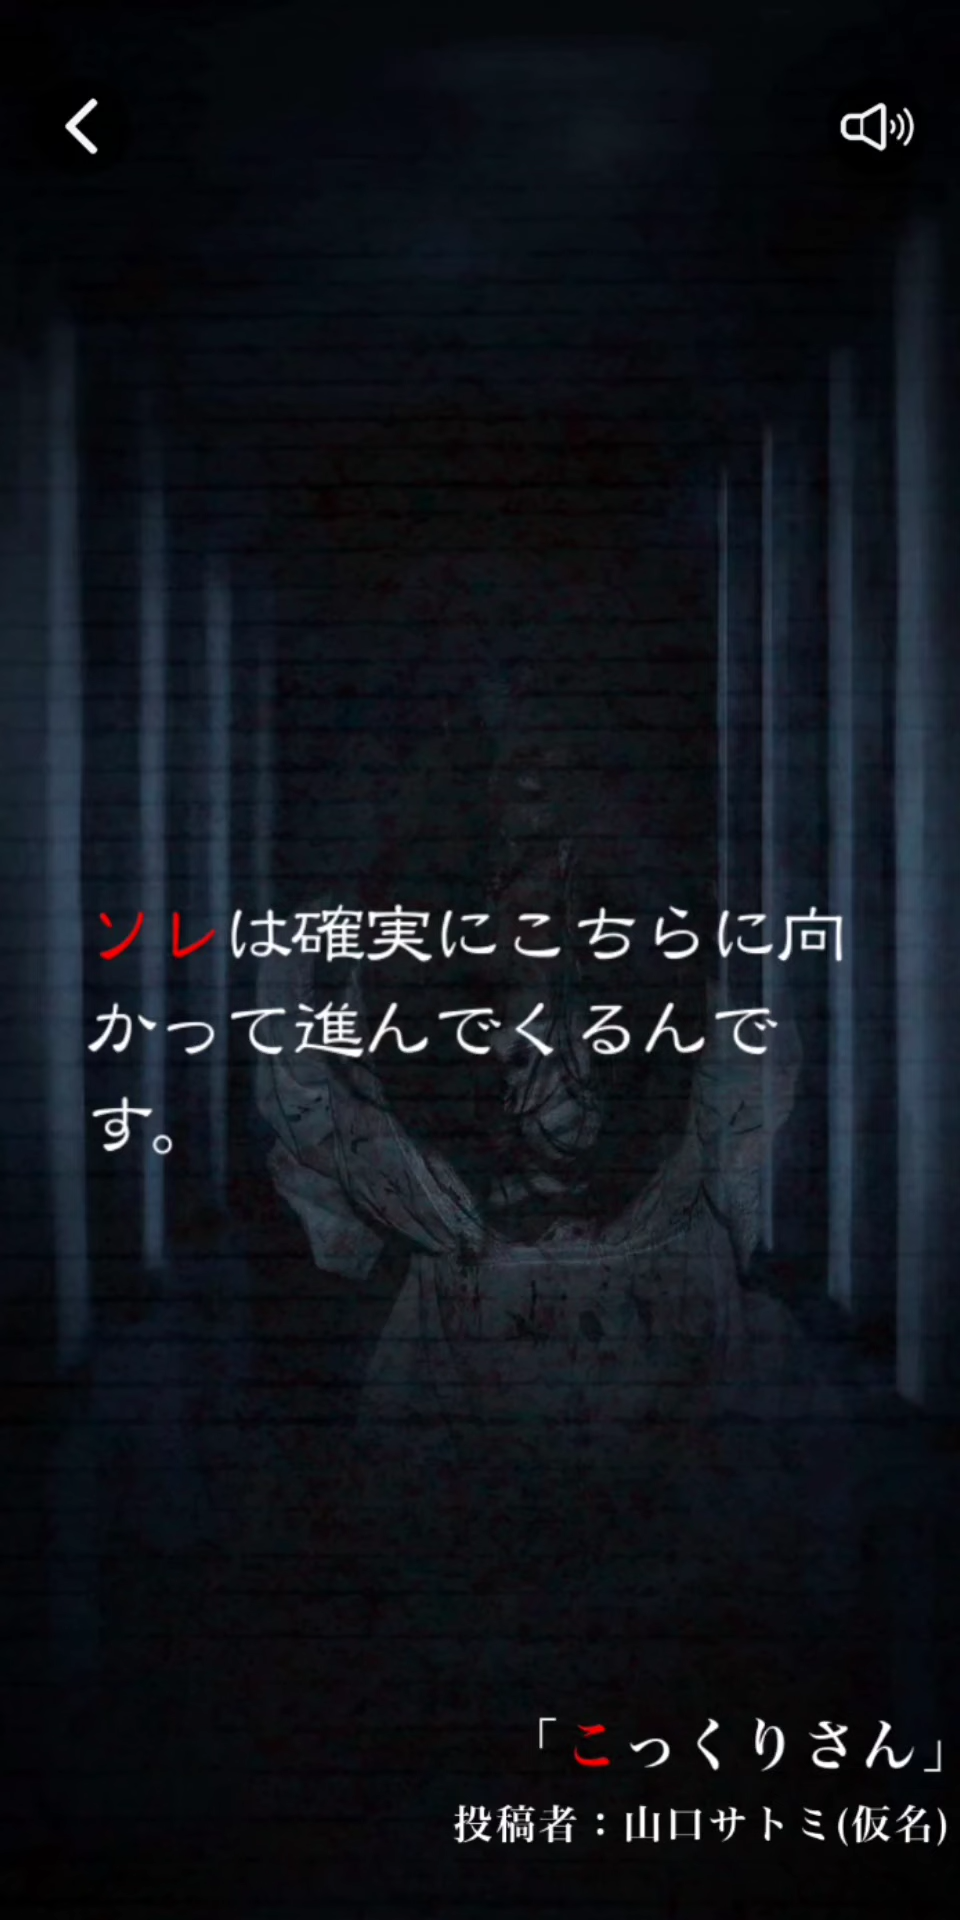 ソレは確実にこちらに向
かって進んでくるんで
す。
「こっくりさん」
投稿者：山口サトミ(仮名)